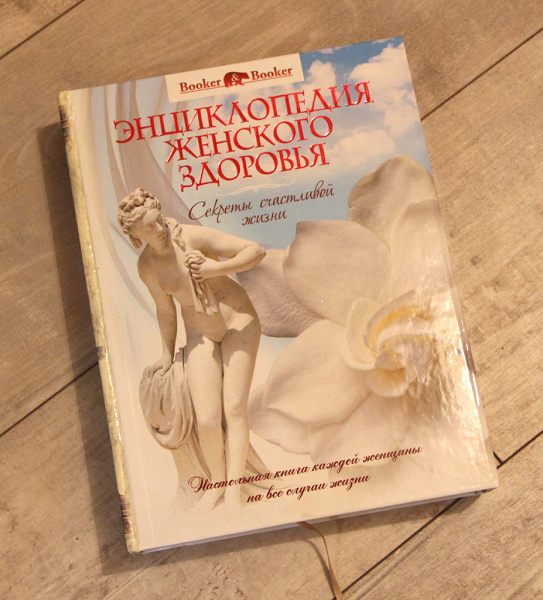 Booker & Booker
ЭНЦИКЛОПЕДИЯ
ЖЕНСКОГО
ЗДОРОВЬЯ
Секреты счастливой
жизни
Настольная книга каждой женщины
на все случаи жизни